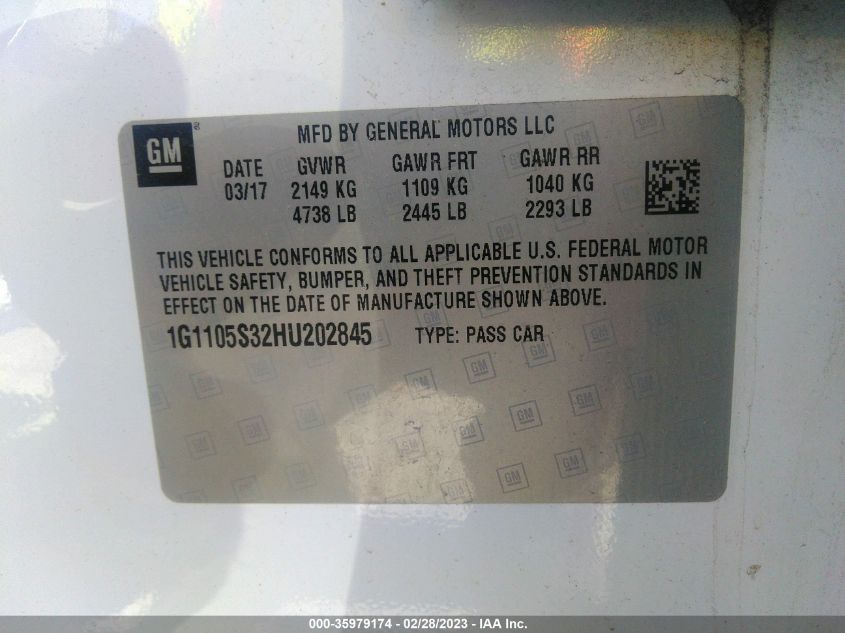 GM
MFD BY GENERAL MOTORS LLC
DATE GVWR GAWR FRT GAWR RR
03/17 2149 KG 1109 KG 1040 KG
4738 LB 2445 LB 2293 LB
THIS VEHICLE CONFORMS TO ALL APPLICABLE U.S. FEDERAL MOTOR
VEHICLE SAFETY, BUMPER, AND THEFT PREVENTION STANDARDS IN
EFFECT ON THE DATE OF MANUFACTURE SHOWN ABOVE.
1G1105S32HU202845 TYPE: PASS CAR
000-35979174 - 02/28/2023 - IAA Inc.